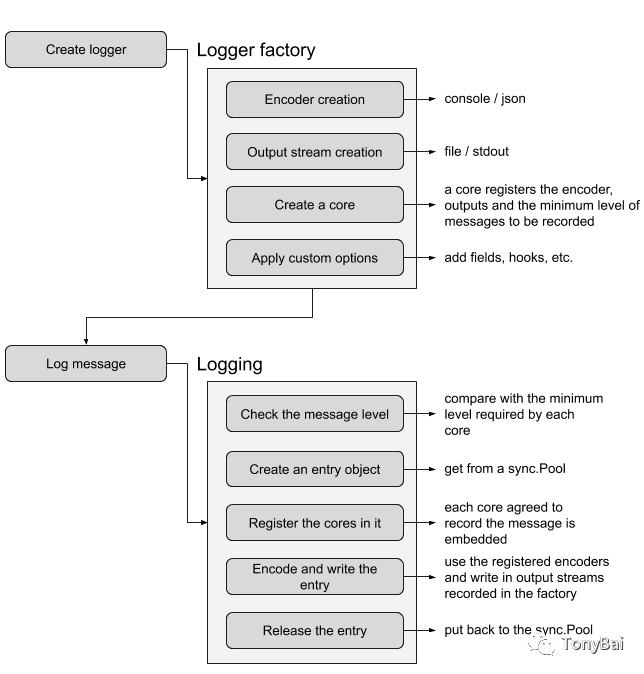 Create logger
Logger factory
Encoder creation
console / json
Output stream creation
file / stdout
Create a core
a core registers the encoder,
outputs and the minimum level of
messages to be recorded
Apply custom options
add fields, hooks, etc.
Log message
Logging
Check the message level
compare with the minimum
level required by each
core
Create an entry object
get from a sync.Pool
Register the cores in it
each core agreed to
record the message is
embedded
Encode and write the
entry
use the registered encoders
and write in output streams
recorded in the factory
Release the entry
put back to the sync.Pool
TonyBai